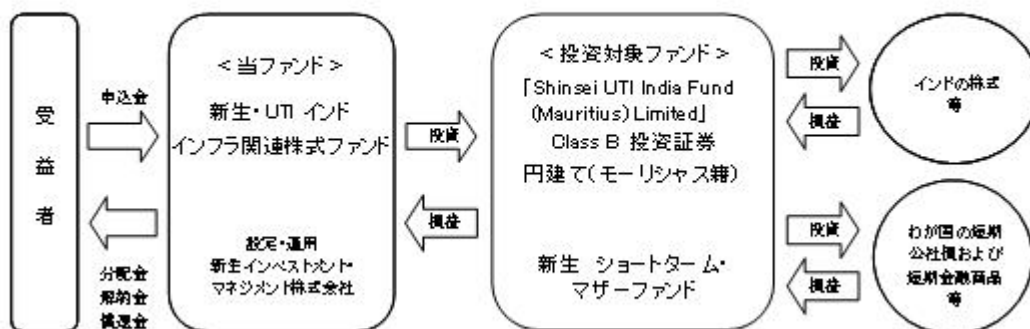 受
益
者
申込金
分配金
解約金
償還金
<当ファンド>
新生・UTI インド
インフラ関連株式ファンド
設定・運用
新生インベストメント・
マネジメント株式会社
投資
損益
<投資対象ファンド>
「Shinsei UTI India Fund
(Mauritius) Limited」
Class B 投資証券
円建て(モーリシャス籍)
新生 ショートターム・
マザーファンド
投資
損益
インドの株式
等
投資
損益
わが国の短期
公社債および
短期金融商品
等